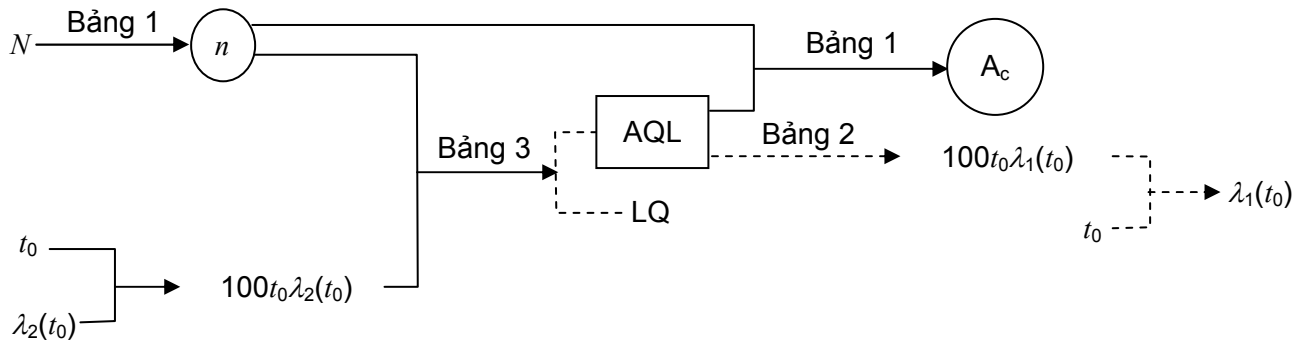 N
Bảng 1
n
Bảng 1
A_c
AQL
Bảng 2
100t₀λ₁(t₀)
Bảng 3
LQ
λ₁(t₀)
t₀
t₀
100t₀λ₂(t₀)
λ₂(t₀)